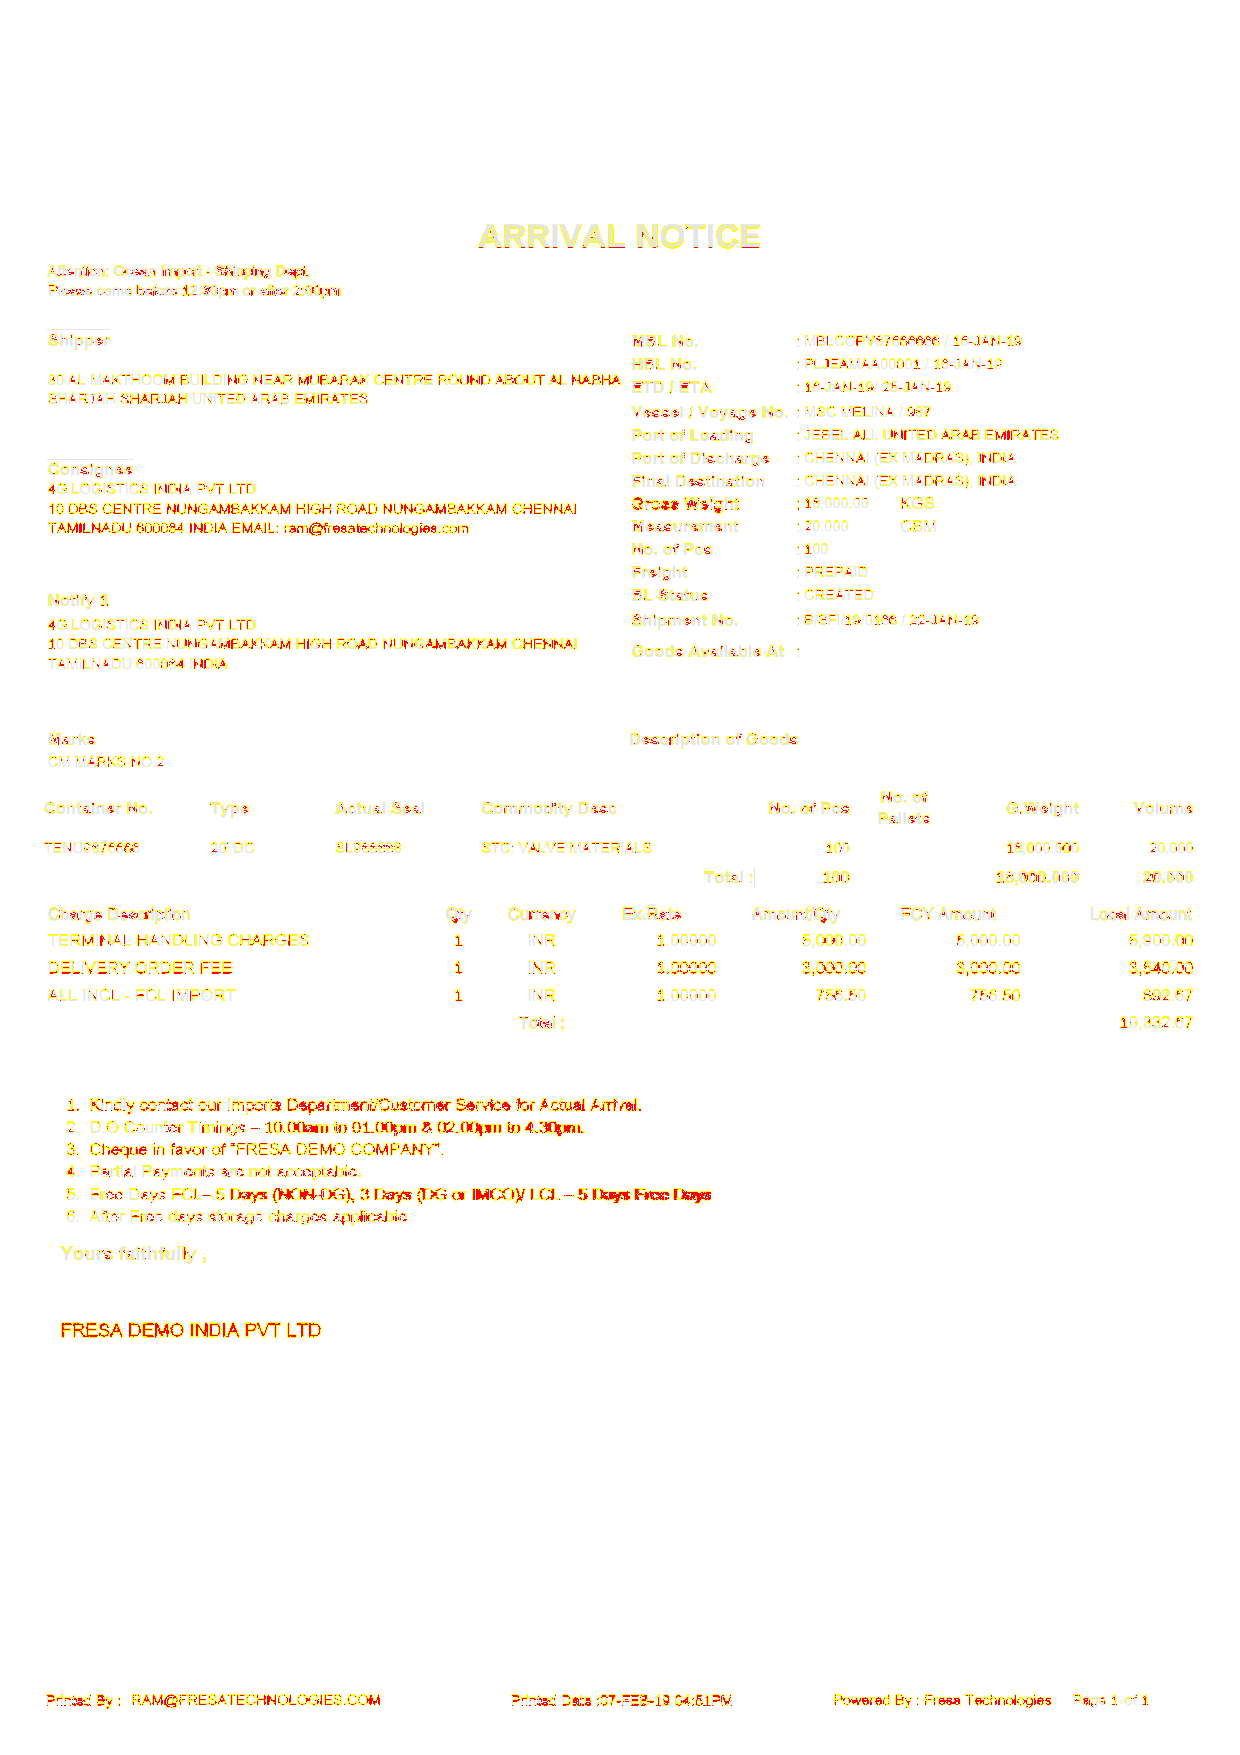 ARRIVAL NOTICE
Attention: Ocean Import - Shipping Dept.
Please come before 12:30pm or after 2:00pm
Shipper
30 AL MAKTHOOM BUILDING NEAR MUBARAK CENTRE ROUND ABOUT AL NABHA
SHARJAH SHARJAH UNITED ARAB EMIRATES
Consignee
4G LOGISTICS INDIA PVT LTD
10 DBS CENTRE NUNGAMBAKKAM HIGH ROAD NUNGAMBAKKAM CHENNAI
TAMILNADU 600034 INDIA EMAIL: ram@fresatechnologies.com
Notify 1
4G LOGISTICS INDIA PVT LTD
10 DBS CENTRE NUNGAMBAKKAM HIGH ROAD NUNGAMBAKKAM CHENNAI
TAMILNADU 600034 INDIA
MBL No. : / 16-JAN-19
HBL No. : PLJEAMAA00001 / 16-JAN-19
ETD / ETA : 16-JAN-19/ 25-JAN-19
Vessel / Voyage No. : MSC MELINA / 987
Port of Loading : JEBEL ALI, UNITED ARAB EMIRATES
Port of Discharge : CHENNAI (EX MADRAS), INDIA
Final Destination : CHENNAI (EX MADRAS), INDIA
Gross Weight : 18,000.00 KGS
Measurement : 20.000 CBM
No. of Pcs : 100
Freight : PREPAID
BL Status : CREATED
Shipment No. : / 22-JAN-19
Goods Available At :
Marks Description of Goods
CM MARKS NO 2
Container No. Type Actual Seal Commodity Desc No. of Pcs No. of Pallets G.Weight Volume
20' DC STC: VALVE MATERIALS 100 18,000.000 20.000
Total : 100 18,000.000 20.000
Charge Description Qty Currency Ex.Rate Amount/Qty FCY Amount Local Amount
TERMINAL HANDLING CHARGES 1 INR 1.00000 5,000.00 5,000.00 5,900.00
DELIVERY ORDER FEE 1 INR 1.00000 3,000.00 3,000.00 3,540.00
ALL INCL - FCL IMPORT 1 INR 1.00000 756.50 756.50 892.67
Total : 10,332.67
1. Kindly contact our Imports Department/Customer Service for Actual Arrival.
2. D.O Counter Timings – 10.00am to 01.00pm & 02.00pm to 4.30pm.
3. Cheque in favor of "FRESA DEMO COMPANY".
4. Partial Payments are not acceptable.
5. Free Days FCL– 5 Days (NON-DG), 3 Days (DG or IMCO)/ LCL – 5 Days Free Days
6. After Free days storage charges applicable
Yours faithfully ,
FRESA DEMO INDIA PVT LTD
Printed By : RAM@FRESATECHNOLOGIES.COM Printed Date :07-FEB-19 04:51PM Powered By : Fresa Technologies Page 1 of 1